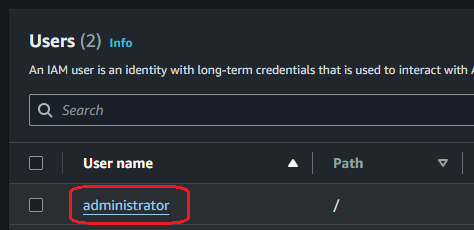 Users (2) Info
An IAM user is an identity with long-term credentials that is used to interact with
Search
User name Path
administrator /